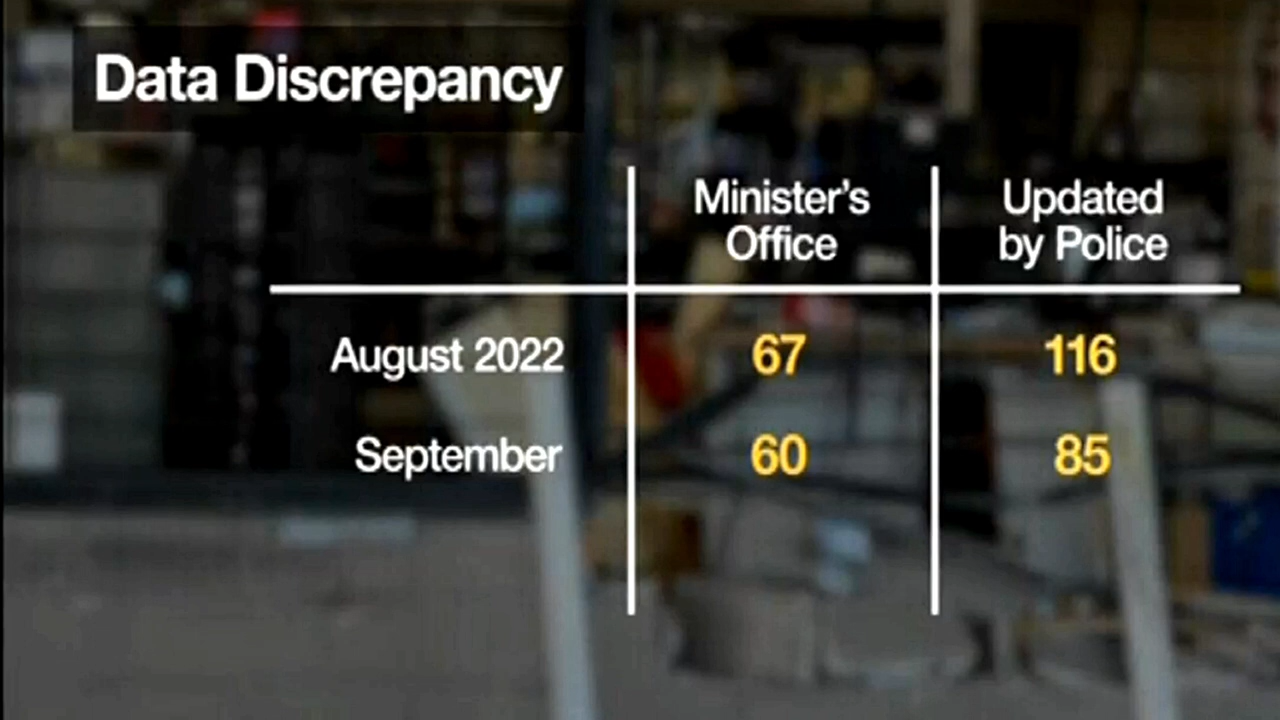 Data Discrepancy
Minister's Updated
Office by Police
August 2022 67 116
September 60 85